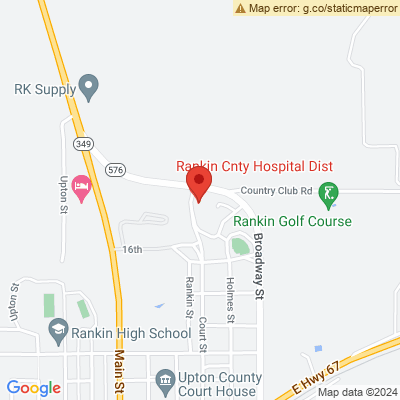 Map error: g.co/staticmaperror
RK Supply
349
576
Rankin Cnty Hospital Dist
Upton St
Country Club Rd
Rankin Golf Course
16th
Broadway St
Upton St
Rankin St
Holmes St
Rankin High School
Court St
Main St
E Hwy 67
Upton County
Court House
Google
Map data ©2024